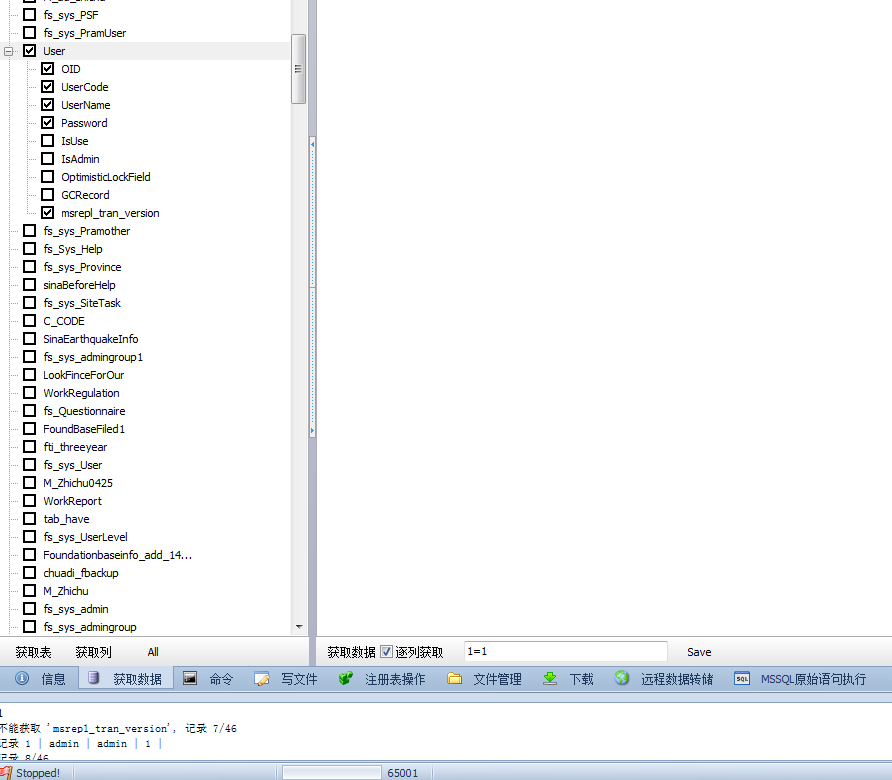 fs_sys_PSF
fs_sys_PramUser
User
OID
UserCode
UserName
Password
IsUse
IsAdmin
OptimisticLockField
GCRecord
msrepl_tran_version
fs_sys_Pramother
fs_Sys_Help
fs_sys_Province
sinaBeforeHelp
fs_sys_SiteTask
C_CODE
SinaEarthquakeInfo
fs_sys_admingroup1
LookFinceForOur
WorkRegulation
fs_Questionnaire
FoundBaseFiled1
fti_threeyear
fs_sys_User
M_Zhichu0425
WorkReport
tab_have
fs_sys_UserLevel
Foundationbaseinfo_add_14...
chuadi_fbackup
M_Zhichu
fs_sys_admin
fs_sys_admingroup
获取表 获取列 All 获取数据 逐列获取 1=1 Save
信息 获取数据 命令 写文件 注册表操作 文件管理 下载 远程数据转储 SQL MSSQL原始语句执行
1
不能获取 'msrepl_tran_version', 记录 7/46
记录 1 | admin | admin | 1 |
记录 8/46
Stopped! 65001